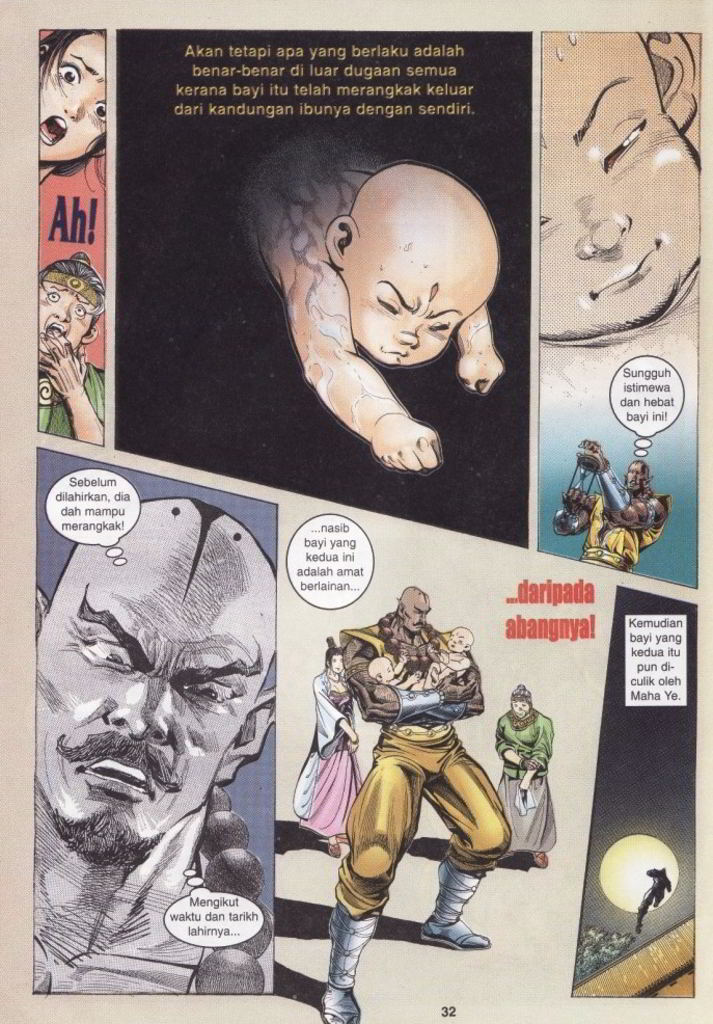 Akan tetapi apa yang berlaku adalah
benar-benar di luar dugaan semua
kerana bayi itu telah merangkak keluar
dari kandungan ibunya dengan sendiri.
Ah!
Sungguh
istimewa
dan hebat
bayi ini!
Sebelum
dilahirkan, dia
dah mampu
merangkak!
Mengikut
waktu dan tarikh
lahirnya...
...nasib
bayi yang
kedua ini
adalah amat
berlainan...
...daripada
abangnya!
Kemudian
bayi yang
kedua itu
pun di-
culik oleh
Maha Ye.
32